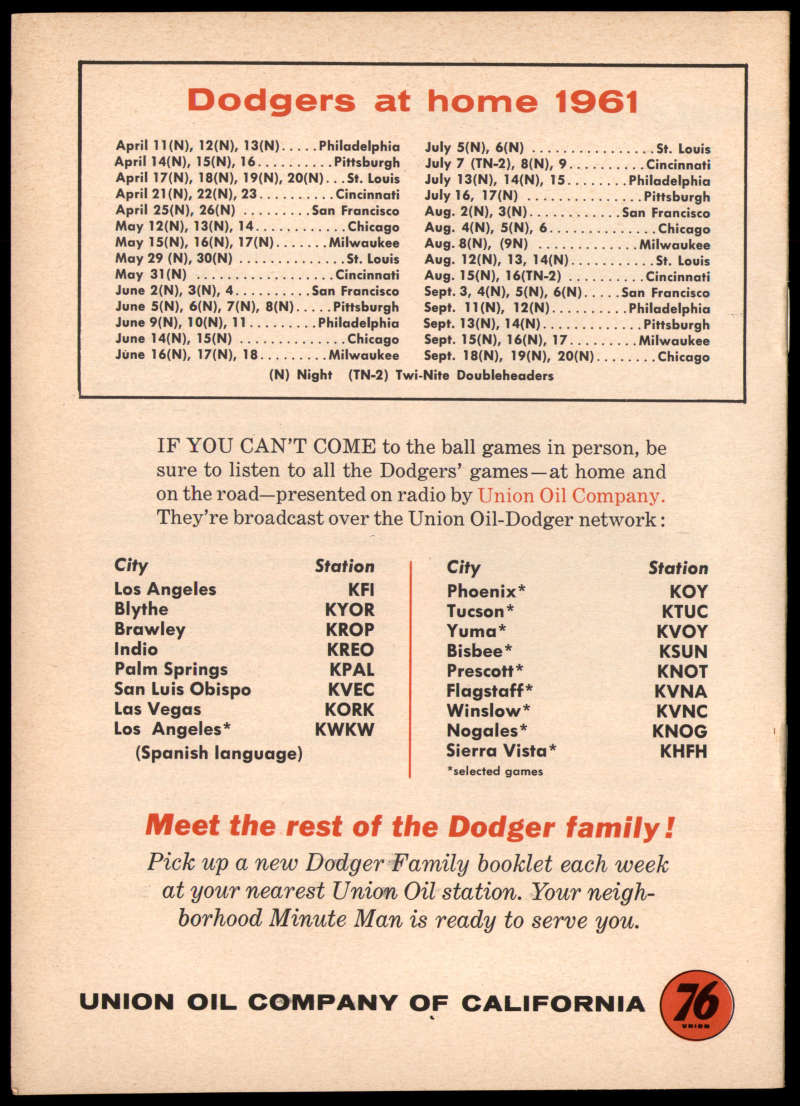 Dodgers at home 1961
April 11(N), 12(N), 13(N).....Philadelphia
April 14(N), 15(N), 16..........Pittsburgh
April 17(N), 18(N), 19(N), 20(N)...St. Louis
April 21(N), 22(N), 23..........Cincinnati
April 25(N), 26(N) .........San Francisco
May 12(N), 13(N), 14............Chicago
May 15(N), 16(N), 17(N).......Milwaukee
May 29 (N), 30(N) ...............St. Louis
May 31(N) ..................Cincinnati
June 2(N), 3(N), 4..........San Francisco
June 5(N), 6(N), 7(N), 8(N).....Pittsburgh
June 9(N), 10(N), 11.........Philadelphia
June 14(N), 15(N) ..............Chicago
June 16(N), 17(N), 18.........Milwaukee
July 5(N), 6(N) ................St. Louis
July 7 (TN-2), 8(N), 9..........Cincinnati
July 13(N), 14(N), 15........Philadelphia
July 16, 17(N) ...............Pittsburgh
Aug. 2(N), 3(N)............San Francisco
Aug. 4(N), 5(N), 6..............Chicago
Aug. 8(N), (9N) .............Milwaukee
Aug. 12(N), 13, 14(N)...........St. Louis
Aug. 15(N), 16(TN-2) ..........Cincinnati
Sept. 3, 4(N), 5(N), 6(N).....San Francisco
Sept. 11(N), 12(N)..........Philadelphia
Sept. 13(N), 14(N).............Pittsburgh
Sept. 15(N), 16(N), 17.........Milwaukee
Sept. 18(N), 19(N), 20(N)........Chicago
(N) Night (TN-2) Twi-Nite Doubleheaders
IF YOU CAN'T COME to the ball games in person, be
sure to listen to all the Dodgers' games—at home and
on the road—presented on radio by Union Oil Company.
They're broadcast over the Union Oil-Dodger network:
City Station
Los Angeles KFI
Blythe KYOR
Brawley KROP
Indio KREO
Palm Springs KPAL
San Luis Obispo KVEC
Las Vegas KORK
Los Angeles* KWKW
(Spanish language)
City Station
Phoenix* KOY
Tucson* KTUC
Yuma* KVOY
Bisbee* KSUN
Prescott* KNOT
Flagstaff* KVNA
Winslow* KVNC
Nogales* KNOG
Sierra Vista* KHFH
*selected games
Meet the rest of the Dodger family!
Pick up a new Dodger Family booklet each week
at your nearest Union Oil station. Your neigh-
borhood Minute Man is ready to serve you.
UNION OIL COMPANY OF CALIFORNIA
76
UNION